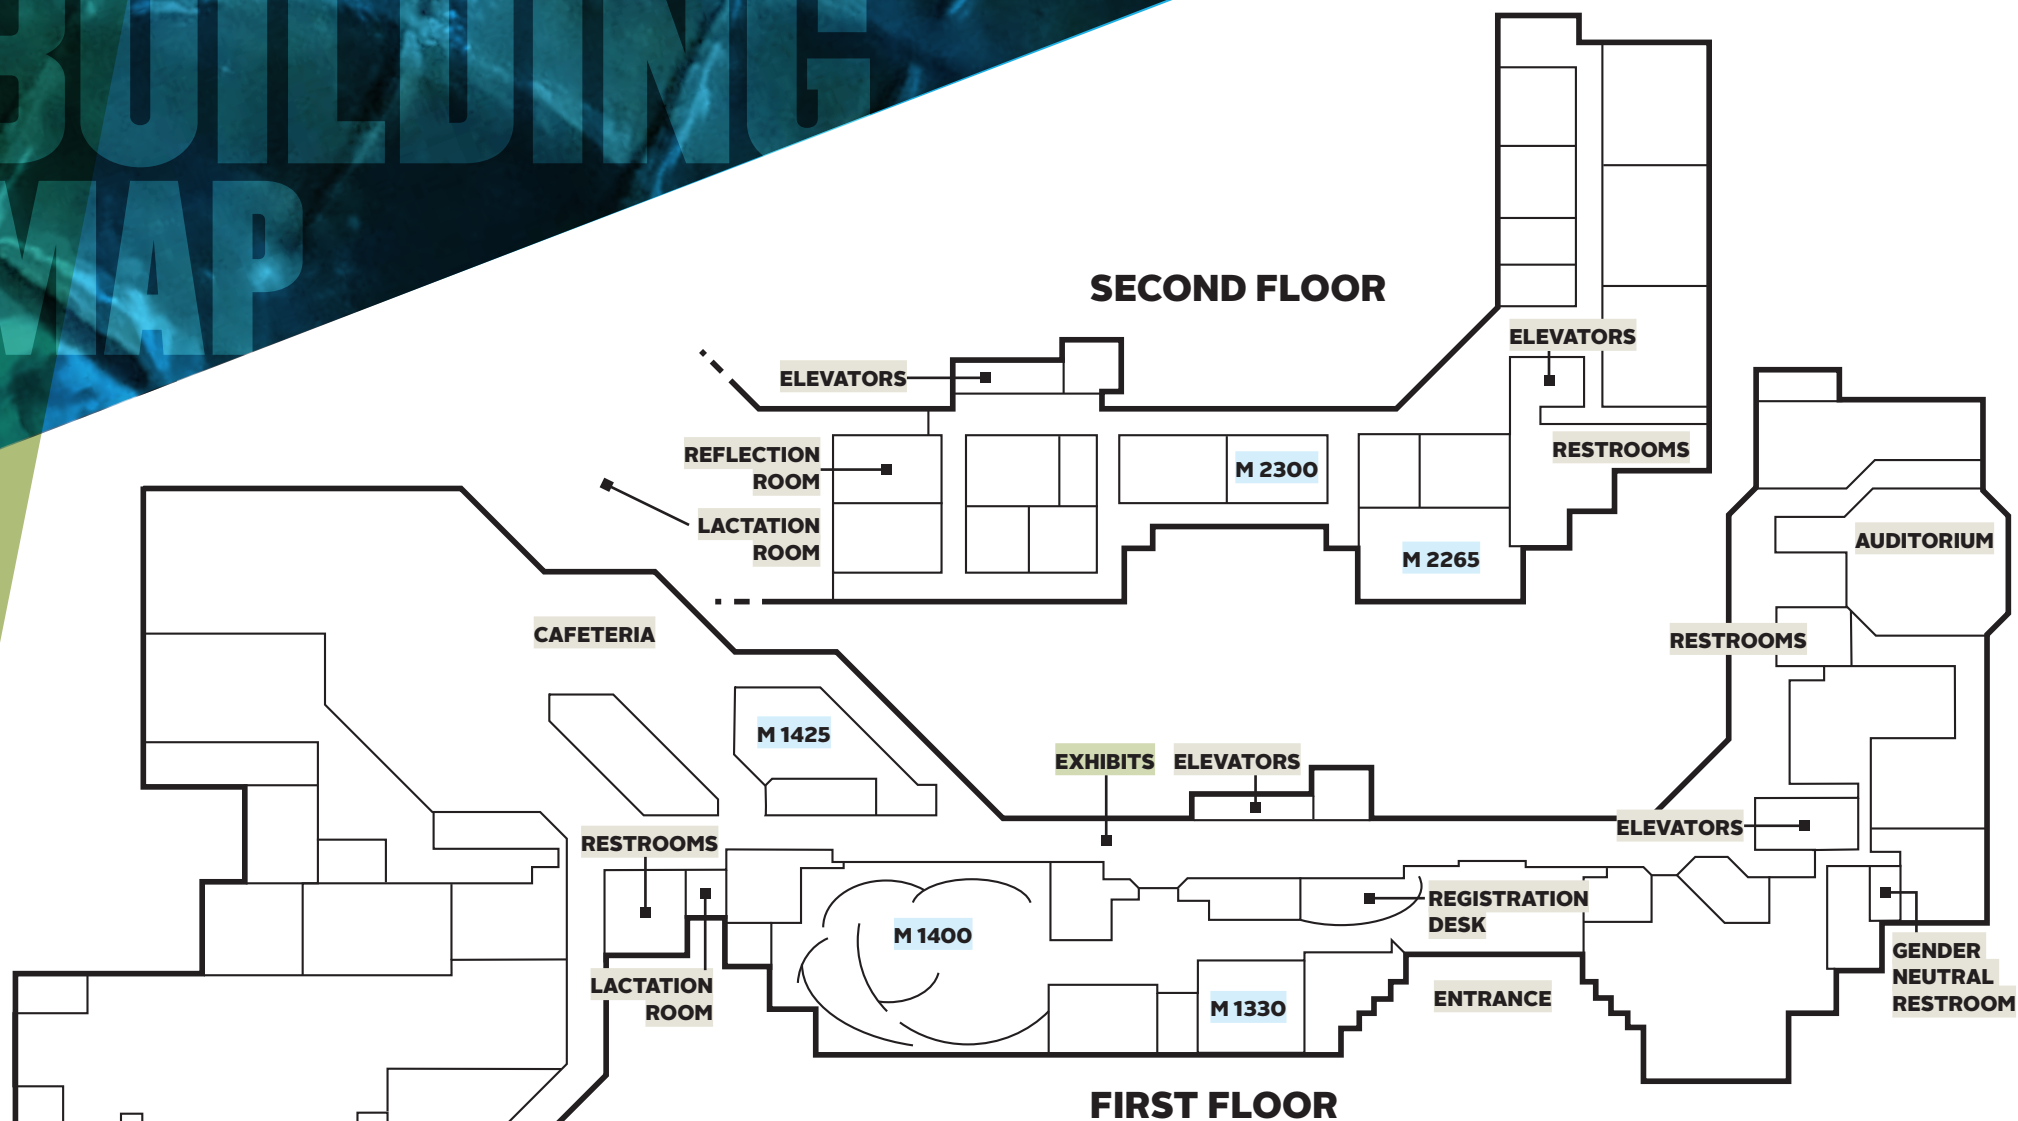 BUILDING
MAP
SECOND FLOOR
ELEVATORS
ELEVATORS
REFLECTION
ROOM
M 2300
RESTROOMS
LACTATION
ROOM
M 2265
AUDITORIUM
CAFETERIA
RESTROOMS
M 1425
EXHIBITS
ELEVATORS
RESTROOMS
ELEVATORS
REGISTRATION
DESK
M 1400
LACTATION
ROOM
M 1330
ENTRANCE
GENDER
NEUTRAL
RESTROOM
FIRST FLOOR